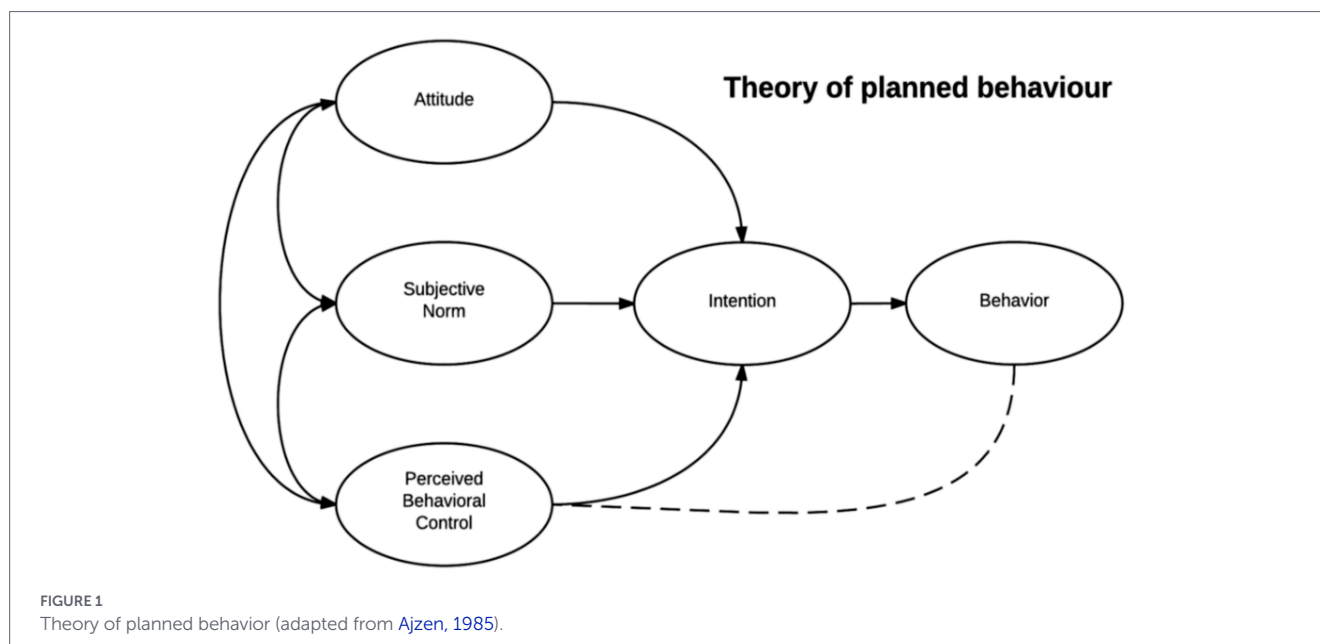 Theory of planned behaviour
Attitude
Subjective
Norm
Intention
Behavior
Perceived
Behavioral
Control
FIGURE 1
Theory of planned behavior (adapted from Ajzen, 1985).